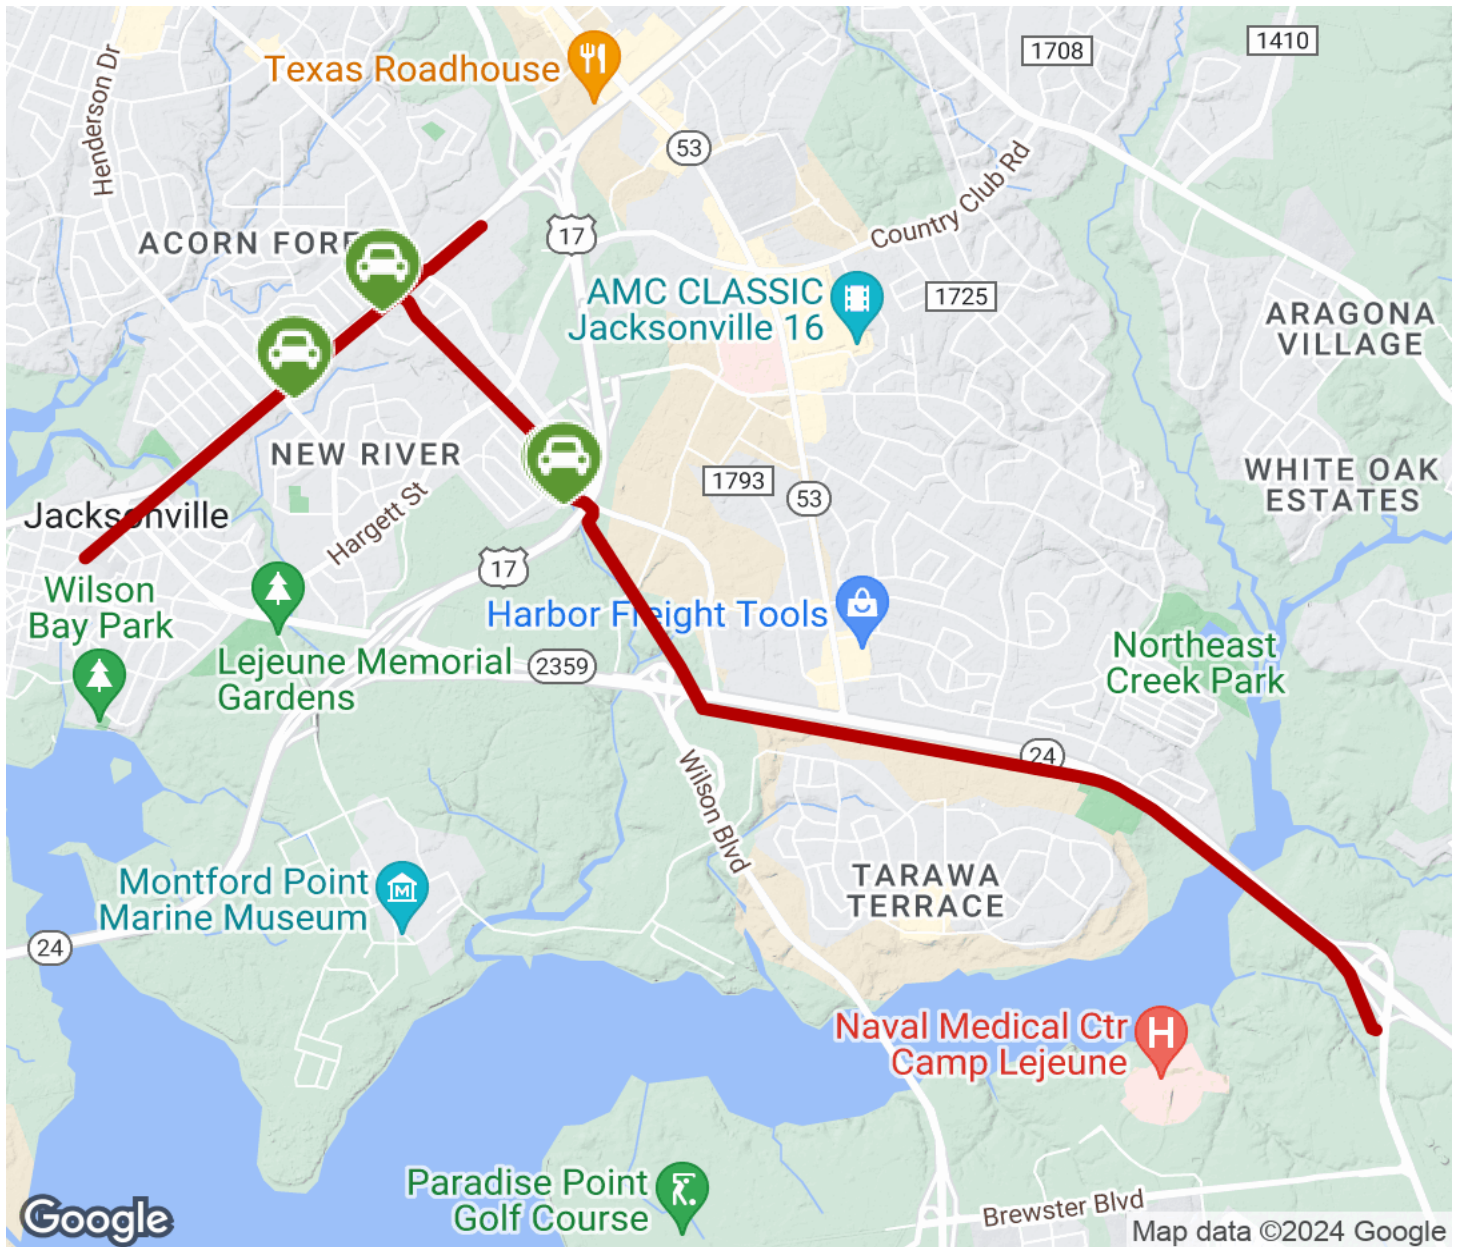 1410
1708
Texas Roadhouse
Henderson Dr
53
Country Club Rd
17
ACORN FORE
AMC CLASSIC
Jacksonville 16
1725
ARAGONA
VILLAGE
NEW RIVER
1793
53
WHITE OAK
ESTATES
Jacksonville
Hargett St
17
Wilson
Bay Park
Harbor Freight Tools
Lejeune Memorial
Gardens
2359
Northeast
Creek Park
24
Wilson Blvd
Montford Point
Marine Museum
TARAWA
TERRACE
24
Naval Medical Ctr
Camp Lejeune
H
Paradise Point
Golf Course
Brewster Blvd
Google
Map data ©2024 Google